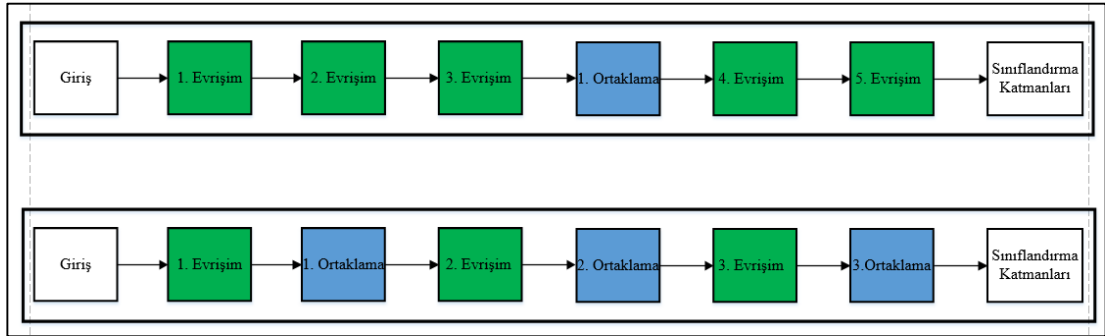 Giriş
1. Evrişim
2. Evrişim
3. Evrişim
1. Ortaklama
4. Evrişim
5. Evrişim
Sınıflandırma
Katmanları
Giriş
1. Evrişim
1. Ortaklama
2. Evrişim
2. Ortaklama
3. Evrişim
3.Ortaklama
Sınıflandırma
Katmanları